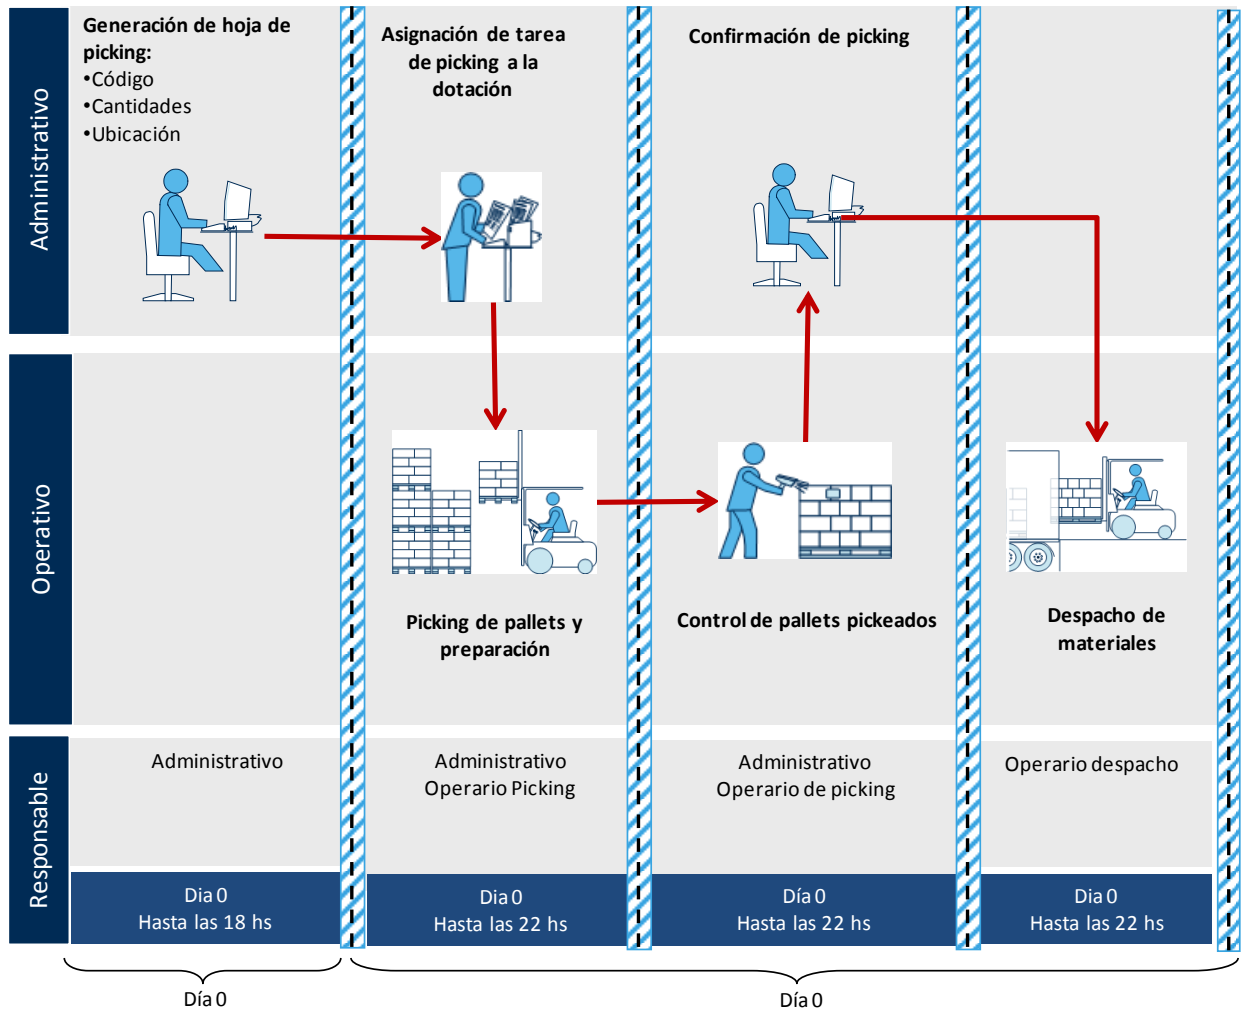 Administrativo
Generación de hoja de
picking:
•Código
•Cantidades
•Ubicación
Asignación de tarea
de picking a la
dotación
Confirmación de picking
Operativo
Picking de pallets y
preparación
Control de pallets pickeados
Despacho de
materiales
Responsable
Administrativo
Administrativo
Operario Picking
Administrativo
Operario de picking
Operario despacho
Dia 0
Hasta las 18 hs
Dia 0
Hasta las 22 hs
Día 0
Hasta las 22 hs
Dia 0
Hasta las 22 hs
Día 0
Día 0